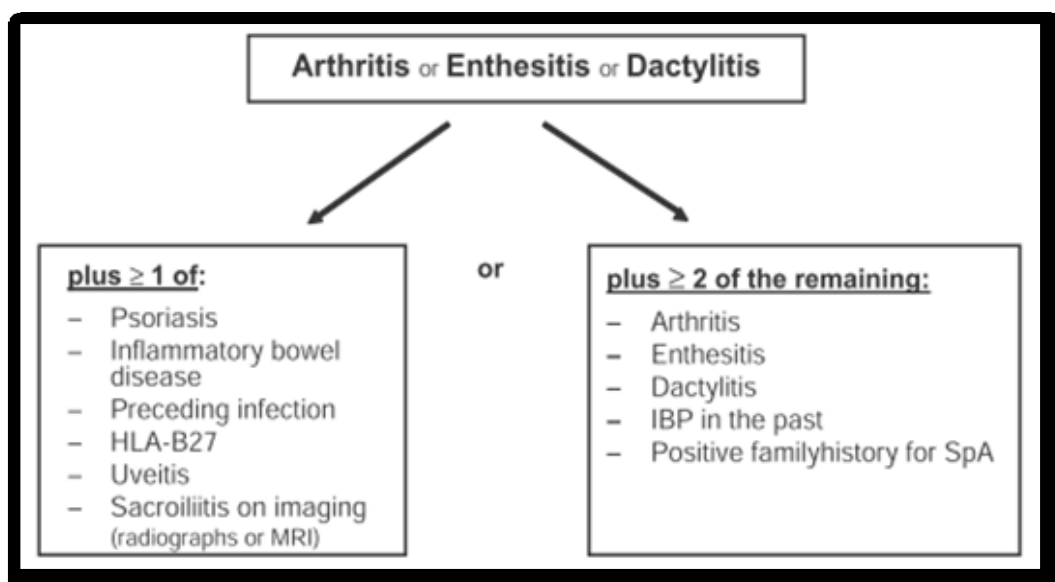 Arthritis or Enthesitis or Dactylitis
plus ≥ 1 of:
– Psoriasis
– Inflammatory bowel
disease
– Preceding infection
– HLA-B27
– Uveitis
– Sacroiliitis on imaging
(radiographs or MRI)
or
plus ≥ 2 of the remaining:
– Arthritis
– Enthesitis
– Dactylitis
– IBP in the past
– Positive familyhistory for SpA